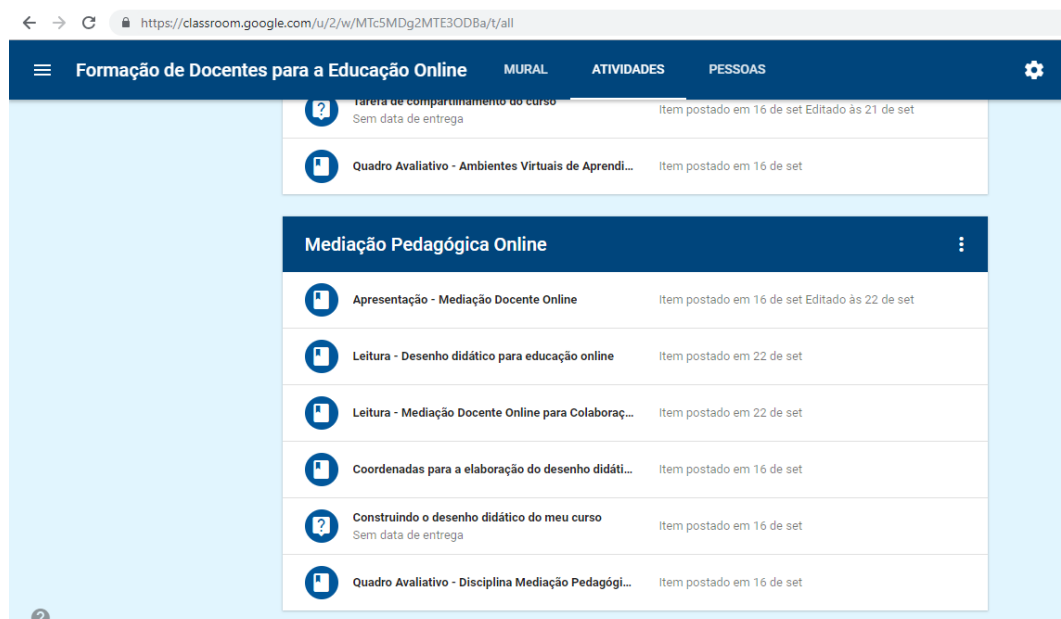 https://classroom.google.com/u/2/w/MTc5MDg2MTE3ODBa/t/all
Formação de Docentes para a Educação Online MURAL ATIVIDADES PESSOAS
Tarefa de compartilhamento do curso Item postado em 16 de set Editado às 21 de set
Sem data de entrega
Quadro Avaliativo - Ambientes Virtuais de Aprendi... Item postado em 16 de set
Mediação Pedagógica Online
Apresentação - Mediação Docente Online Item postado em 16 de set Editado às 22 de set
Leitura - Desenho didático para educação online Item postado em 22 de set
Leitura - Mediação Docente Online para Colaboraç... Item postado em 22 de set
Coordenadas para a elaboração do desenho didáti... Item postado em 16 de set
Construindo o desenho didático do meu curso Item postado em 16 de set
Sem data de entrega
Quadro Avaliativo - Disciplina Mediação Pedagógi... Item postado em 16 de set